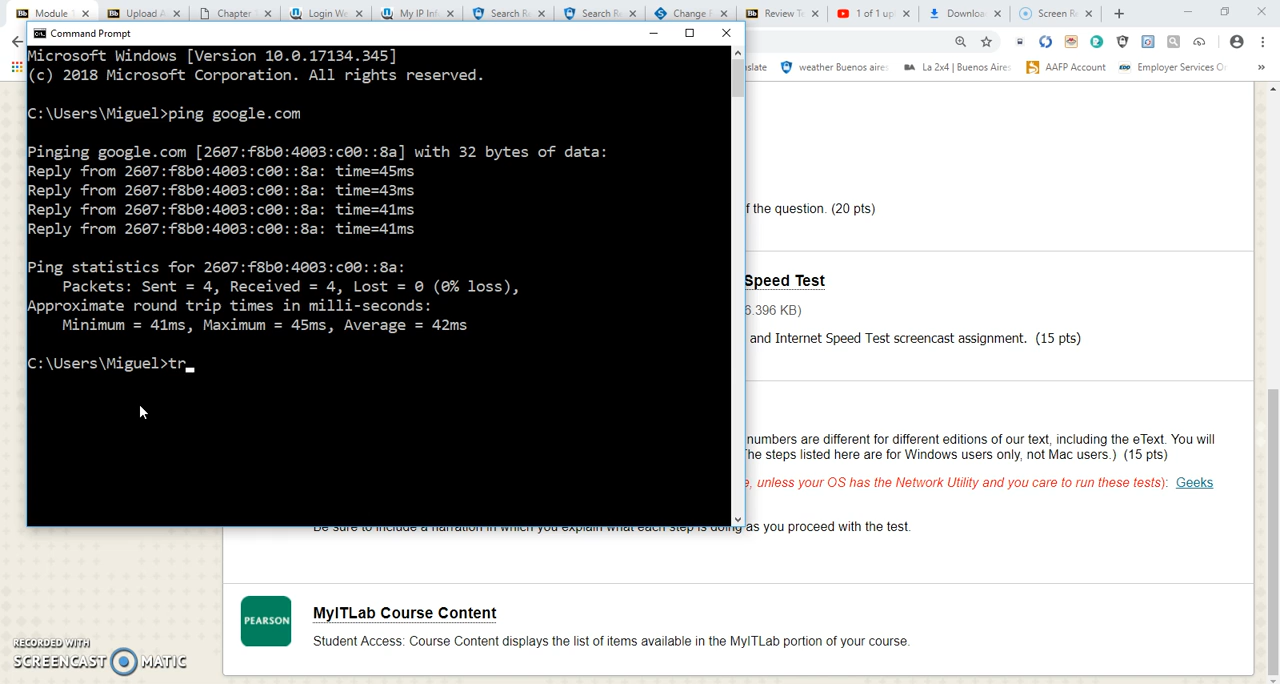 Module 1
Upload A
Chapter
Login We
My IP Inf
Search Re
Search Re
Change
Review Te
1 of 1 upl
Downloa
Screen Re
Command Prompt
slate
weather Buenos aires
La 2x4 | Buenos Aires
AAFP Account
Employer Services O
»
Microsoft Windows [Version 10.0.17134.345]
(c) 2018 Microsoft Corporation. All rights reserved.
C:\Users\Miguel>ping google.com
Pinging google.com [2607:f8b0:4003:c00::8a] with 32 bytes of data:
Reply from 2607:f8b0:4003:c00::8a: time=45ms
Reply from 2607:f8b0:4003:c00::8a: time=43ms
Reply from 2607:f8b0:4003:c00::8a: time=41ms
Reply from 2607:f8b0:4003:c00::8a: time=41ms
Ping statistics for 2607:f8b0:4003:c00::8a:
Packets: Sent = 4, Received = 4, Lost = 0 (0% loss),
Approximate round trip times in milli-seconds:
Minimum = 41ms, Maximum = 45ms, Average = 42ms
C:\Users\Miguel>tr_
f the question. (20 pts)
Speed Test
6.396 KB)
and Internet Speed Test screencast assignment. (15 pts)
numbers are different for different editions of our text, including the eText. You will
he steps listed here are for Windows users only, not Mac users.) (15 pts)
e, unless your OS has the Network Utility and you care to run these tests): Geeks
Be sure to include a narration in which you explain what each step is doing as you proceed with the test.
PEARSON
MyITLab Course Content
Student Access: Course Content displays the list of items available in the MyITLab portion of your course.
RECORDED WITH
SCREENCAST MATIC